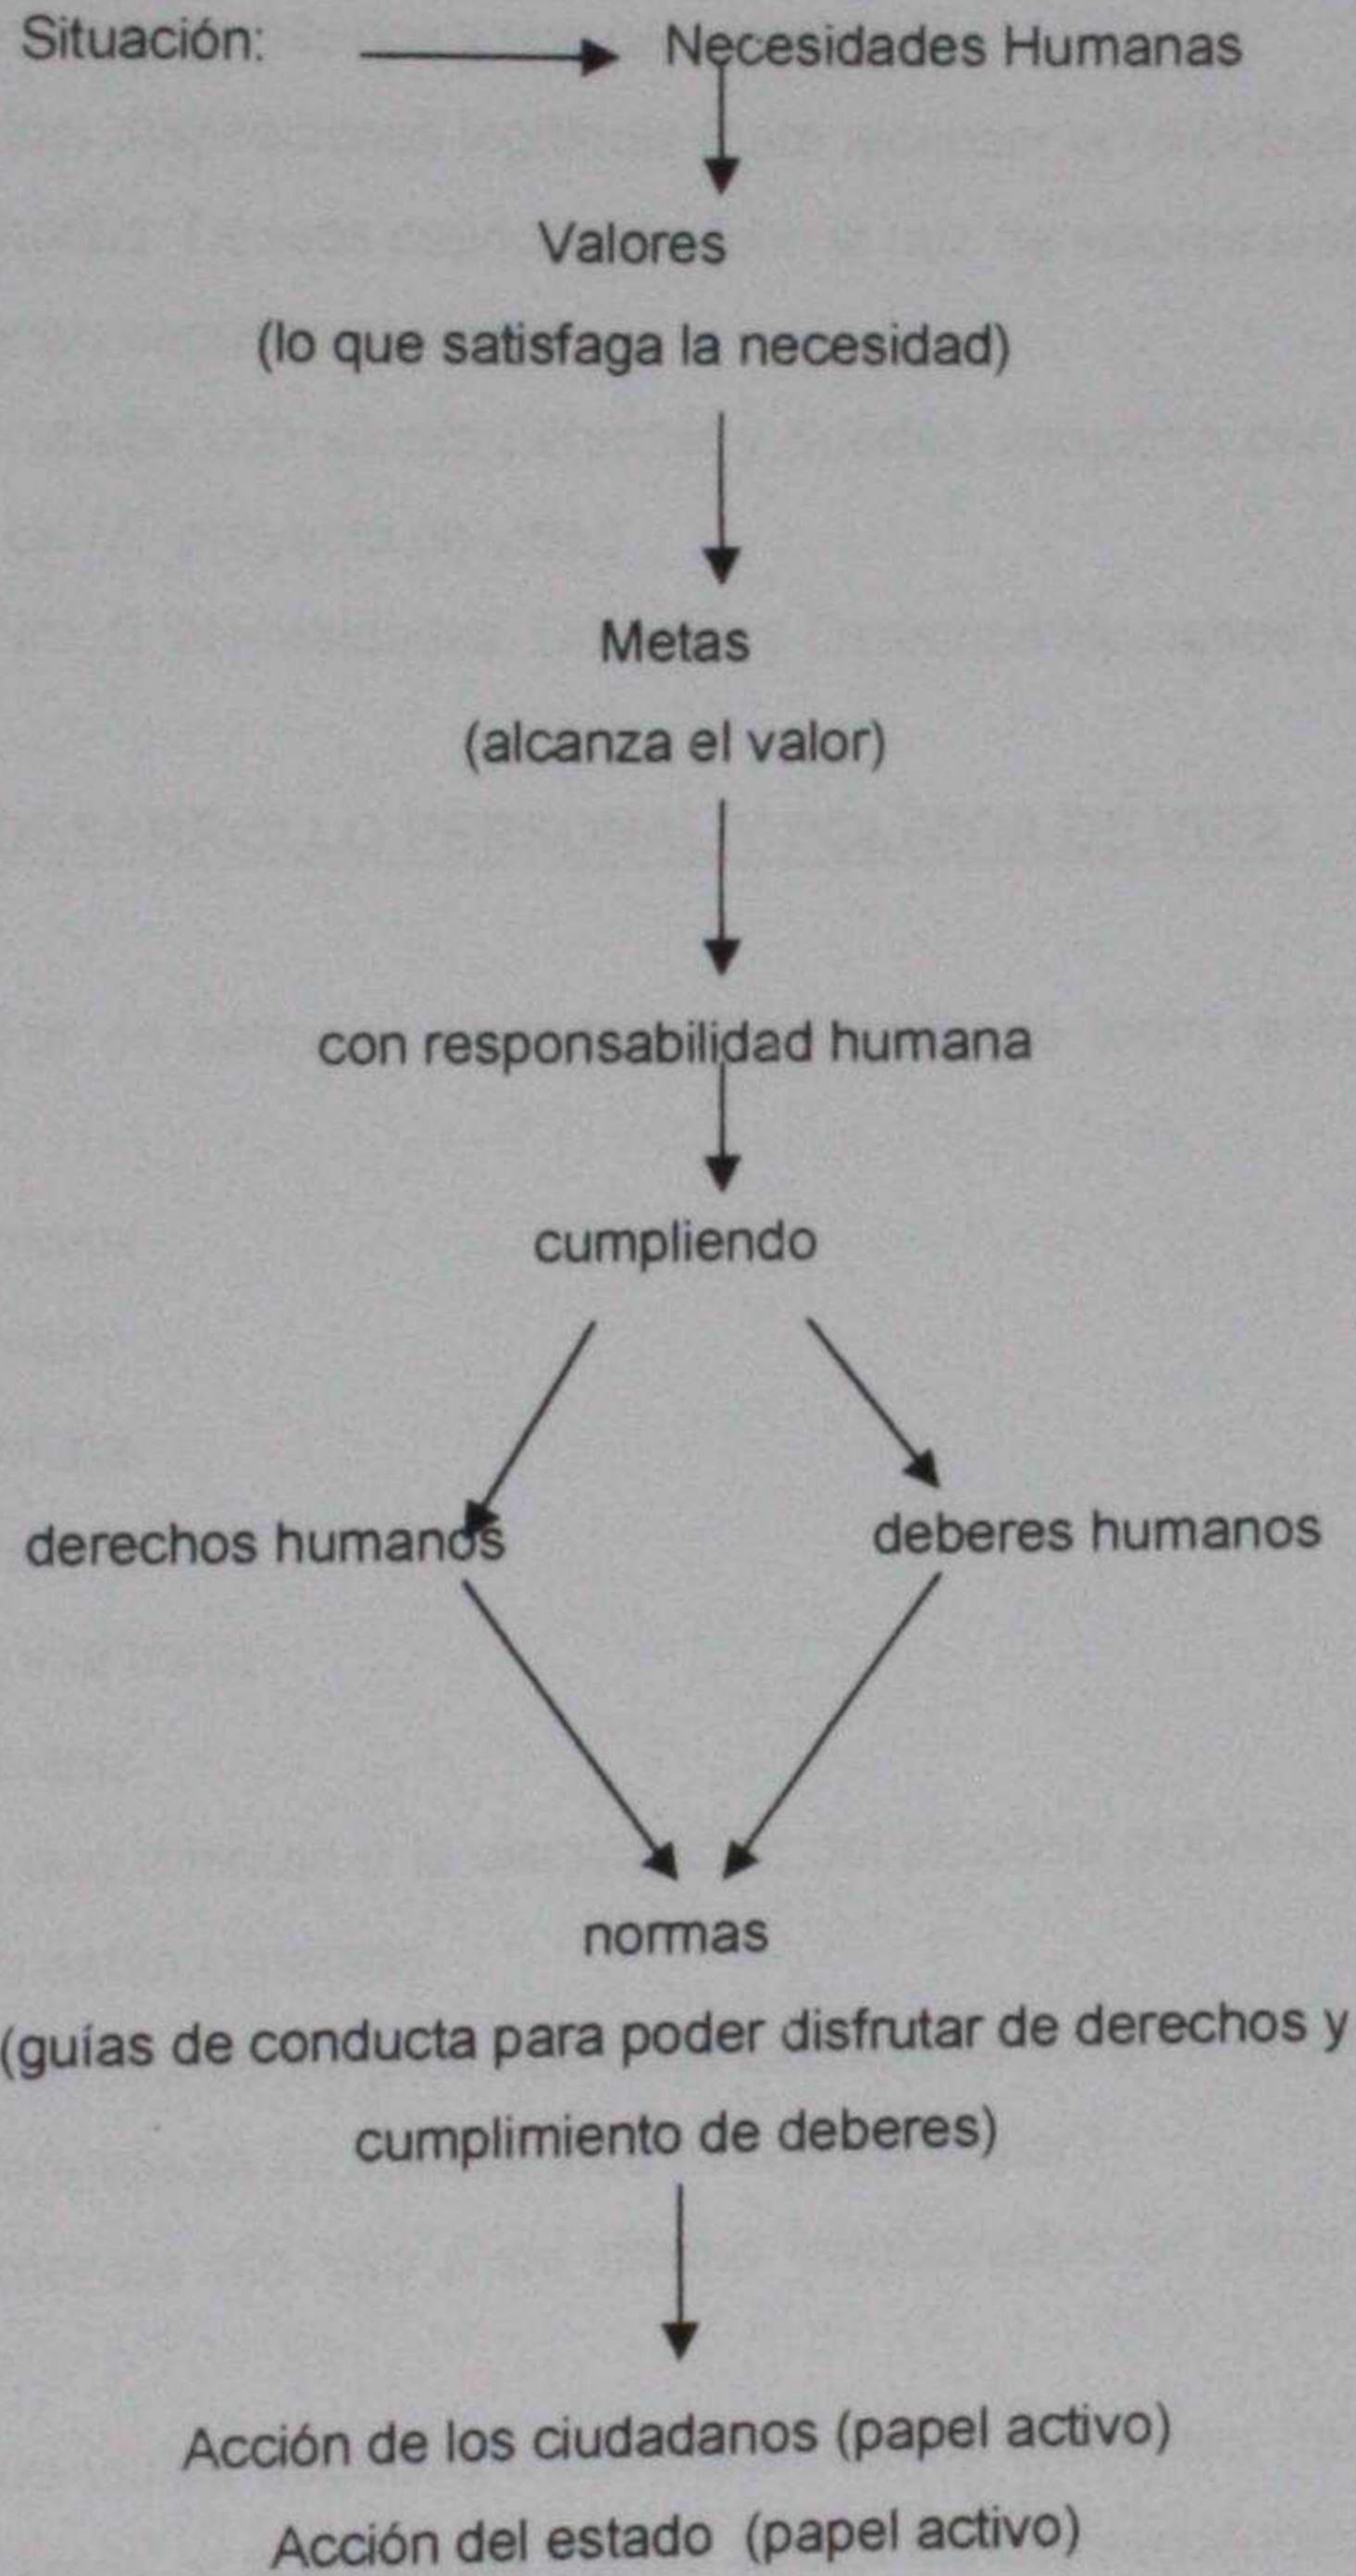 Situación: Necesidades Humanas
Valores
(lo que satisfaga la necesidad)
Metas
(alcanza el valor)
con responsabilidad humana
cumpliendo
derechos humanos deberes humanos
normas
(guías de conducta para poder disfrutar de derechos y
cumplimiento de deberes)
Acción de los ciudadanos (papel activo)
Acción del estado (papel activo)